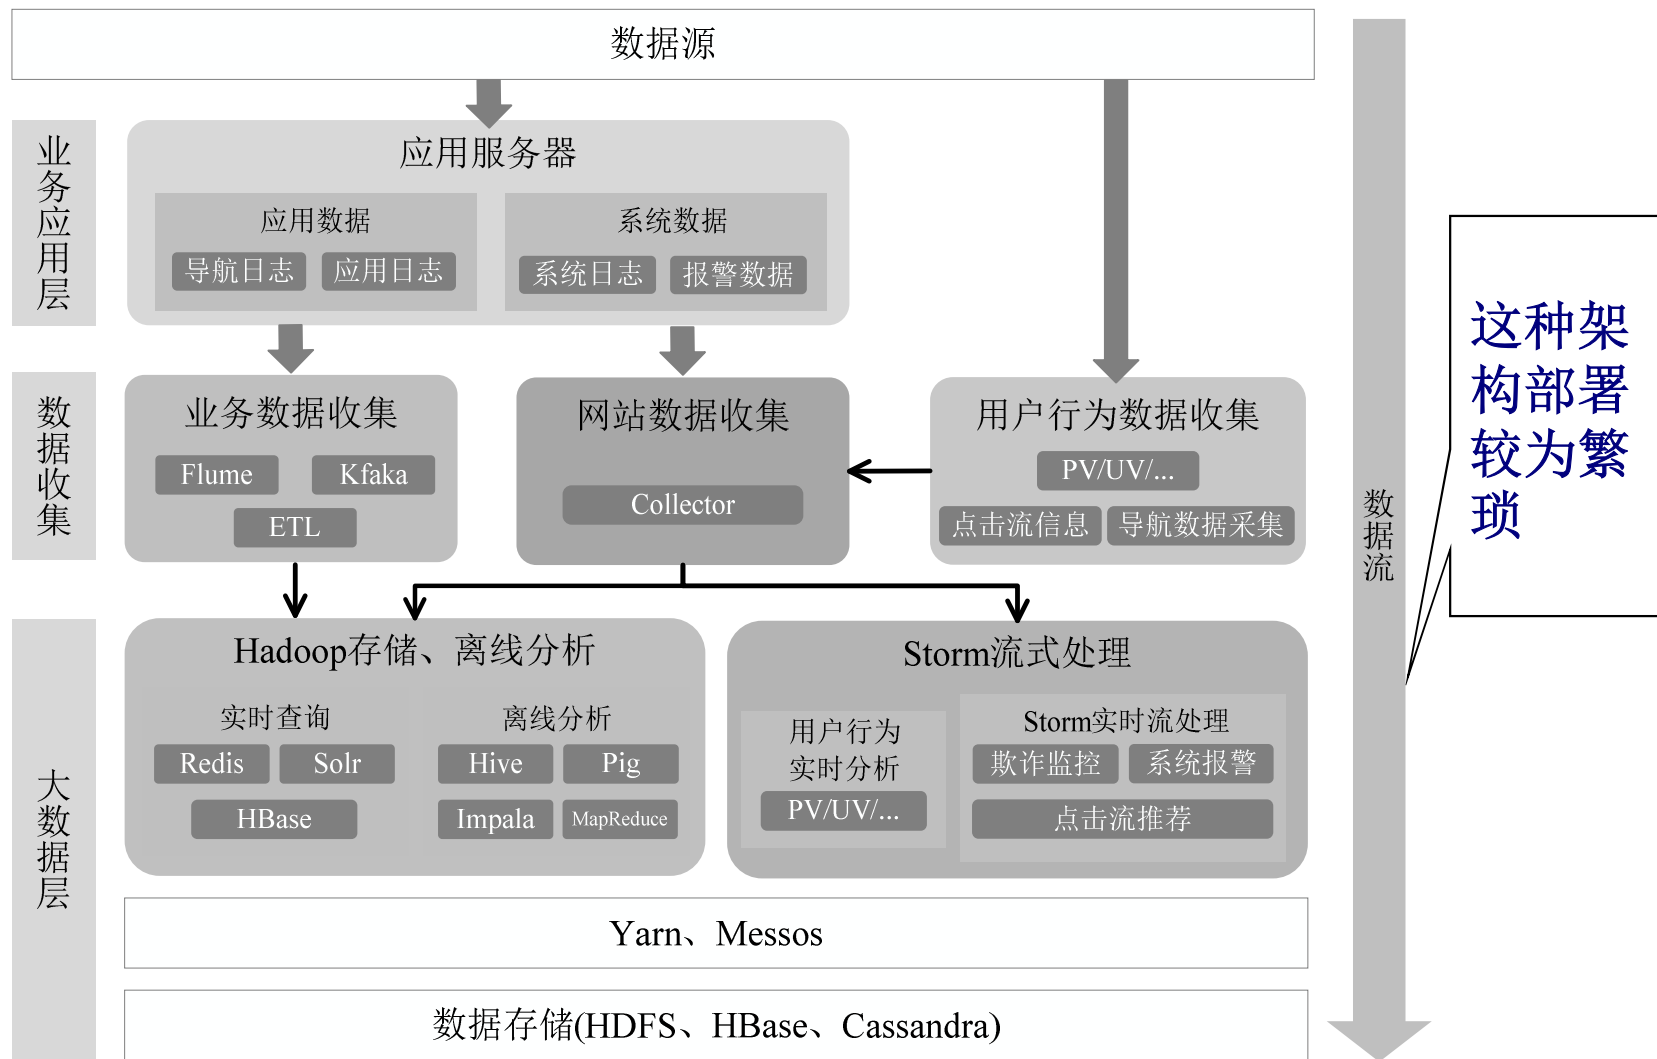 数据源
业务应用层
应用服务器
应用数据
导航日志
应用日志
系统数据
系统日志
报警数据
数据收集
业务数据收集
Flume
Kfaka
ETL
网站数据收集
Collector
用户行为数据收集
PV/UV/...
点击流信息
导航数据采集
大数据层
Hadoop存储、离线分析
实时查询
Redis
Solr
HBase
离线分析
Hive
Pig
Impala
MapReduce
Storm流式处理
用户行为
实时分析
PV/UV/...
Storm实时流处理
欺诈监控
系统报警
点击流推荐
Yarn、Messos
数据存储(HDFS、HBase、Cassandra)
数据流
这种架
构部署
较为繁
琐